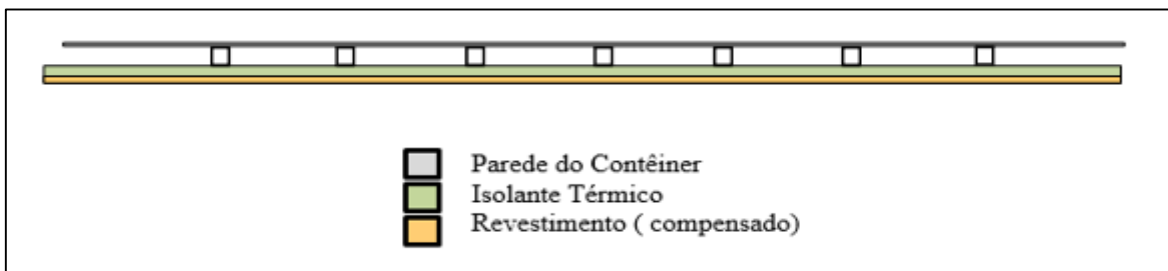 Parede do Contêiner
Isolante Térmico
Revestimento ( compensado)